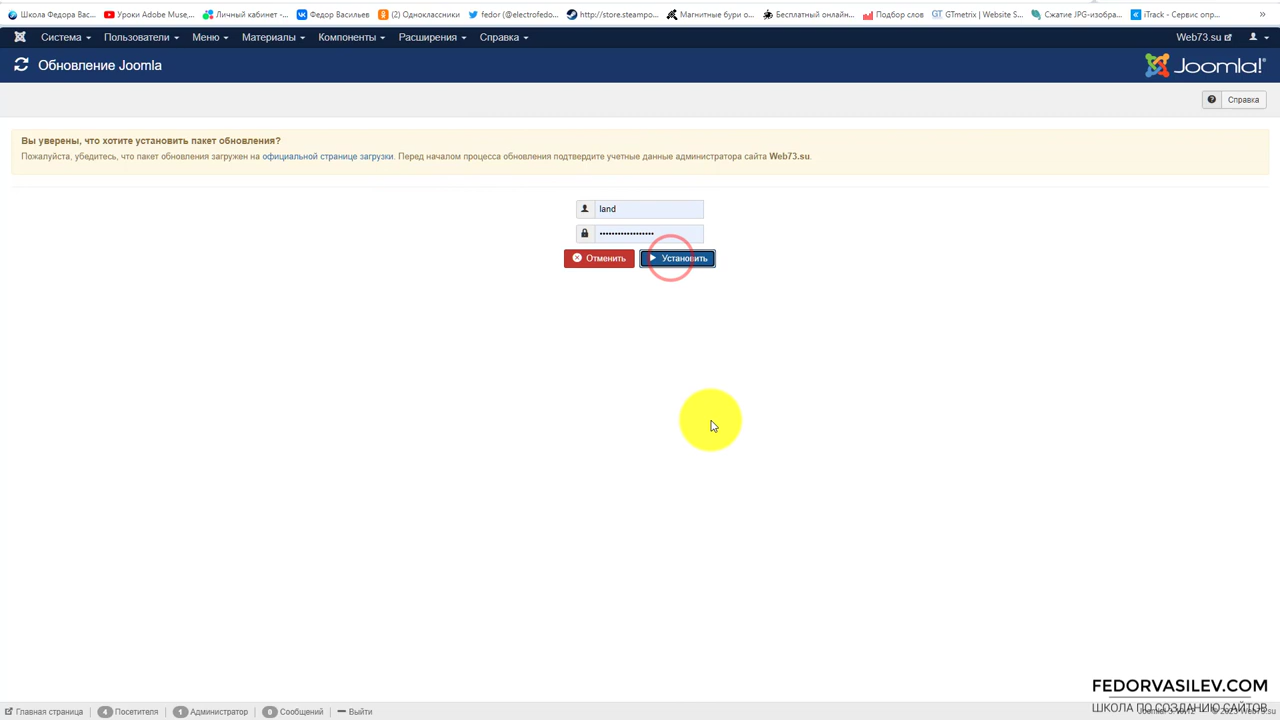 Школа Федора Вас... Уроки Adobe Muse,... Личный кабинет -... Федор Васильев (2) Одноклассники fedor (@electrofedo... http://store.steampo... Магнитные бури о... Бесплатный онлай... Подбор слов GTmetrix | Website S... Сжатие JPG-изобра... iTrack - Сервис опр... »
Система Пользователи Меню Материалы Компоненты Расширения Справка Web73.su
Обновление Joomla Joomla!®
Справка
Вы уверены, что хотите установить пакет обновления?
Пожалуйста, убедитесь, что пакет обновления загружен на официальной странице загрузки. Перед началом процесса обновления подтвердите учетные данные администратора сайта Web73.su.
land
••••••••••••••••••
Отменить Установить
FEDORVASILEV.COM
ШКОЛА ПО СОЗДАНИЮ САЙТОВ
Главная страница 4 Посетителя 1 Администратор 0 Сообщений Выйти